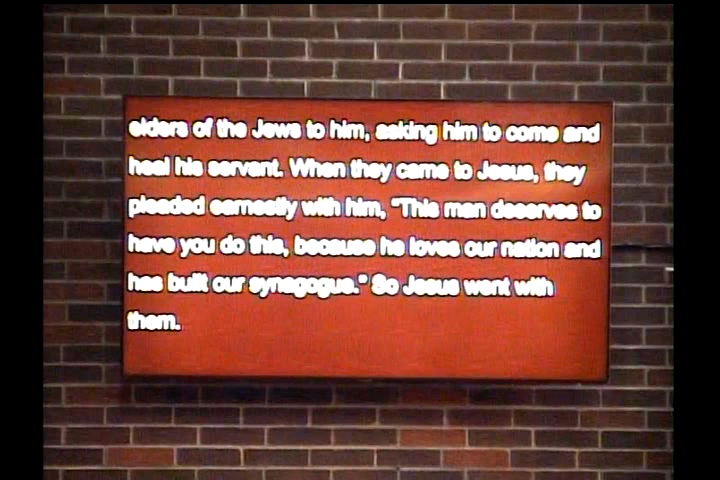 elders of the Jews to him, asking him to come and
heal his servant. When they came to Jesus, they
pleaded earnestly with him, "This man deserves to
have you do this, because he loves our nation and
has built our synagogue." So Jesus went with
them.